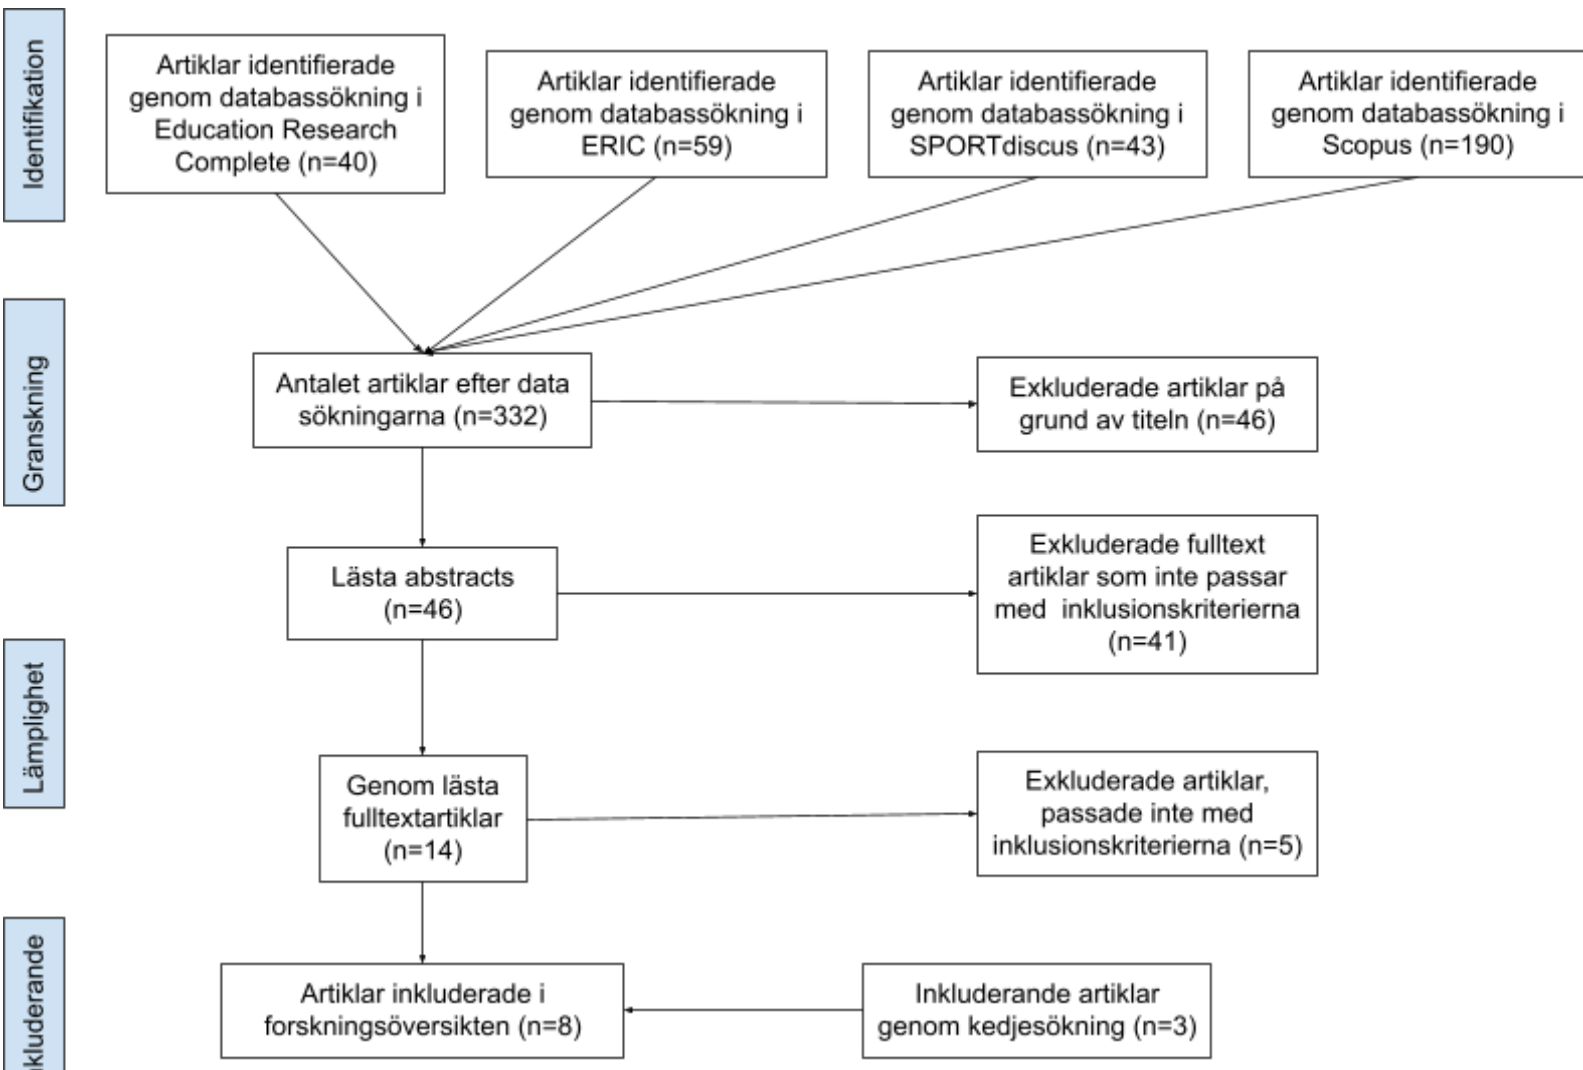 Identifikation
Artiklar identifierade
genom databassökning i
Education Research
Complete (n=40)
Artiklar identifierade
genom databassökning i
ERIC (n=59)
Artiklar identifierade
genom databassökning i
SPORTdiscus (n=43)
Artiklar identifierade
genom databassökning i
Scopus (n=190)
Granskning
Antalet artiklar efter data
sökningarna (n=332)
Exkluderade artiklar på
grund av titeln (n=46)
Lästa abstracts
(n=46)
Exkluderade fulltext
artiklar som inte passar
med  inklusionskriterierna
(n=41)
Lämplighet
Genom lästa
fulltextartiklar
(n=14)
Exkluderade artiklar,
passade inte med
inklusionskriterierna (n=5)
nkluderande
Artiklar inkluderade i
forskningsöversikten (n=8)
Inkluderande artiklar
genom kedjesökning (n=3)